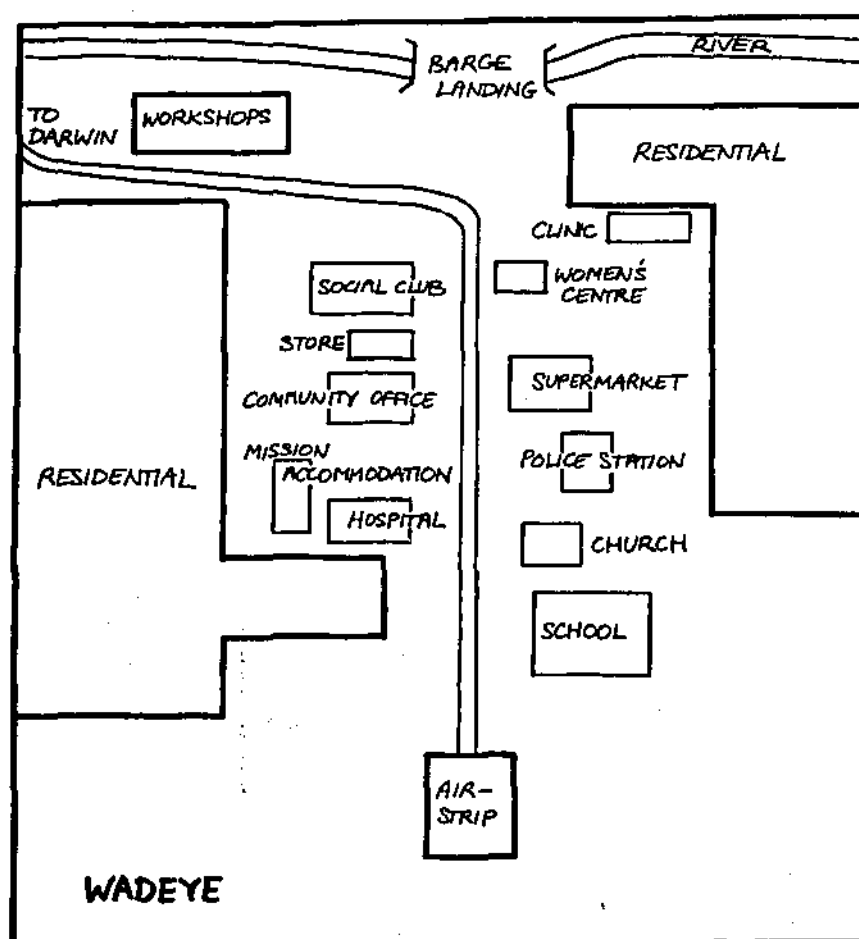 RIVER
BARGE
LANDING
TO
DARWIN
WORKSHOPS
RESIDENTIAL
CLINIC
SOCIAL CLUB
WOMEN'S
CENTRE
STORE
SUPERMARKET
COMMUNITY OFFICE
MISSION
ACCOMMODATION
POLICE STATION
RESIDENTIAL
HOSPITAL
CHURCH
SCHOOL
AIR-
STRIP
WADEYE